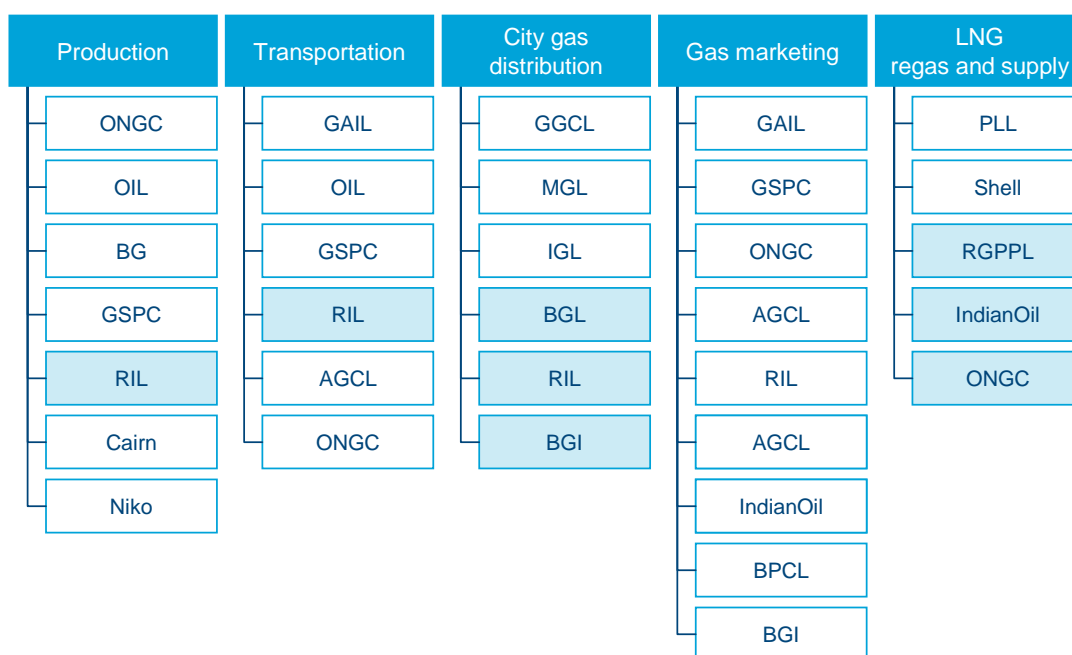 Production
ONGC
OIL
BG
GSPC
RIL
Cairn
Niko
Transportation
GAIL
OIL
GSPC
RIL
AGCL
ONGC
City gas
distribution
GGCL
MGL
IGL
BGL
RIL
BGI
Gas marketing
GAIL
GSPC
ONGC
AGCL
RIL
AGCL
IndianOil
BPCL
BGI
LNG
regas and supply
PLL
Shell
RGPPL
IndianOil
ONGC